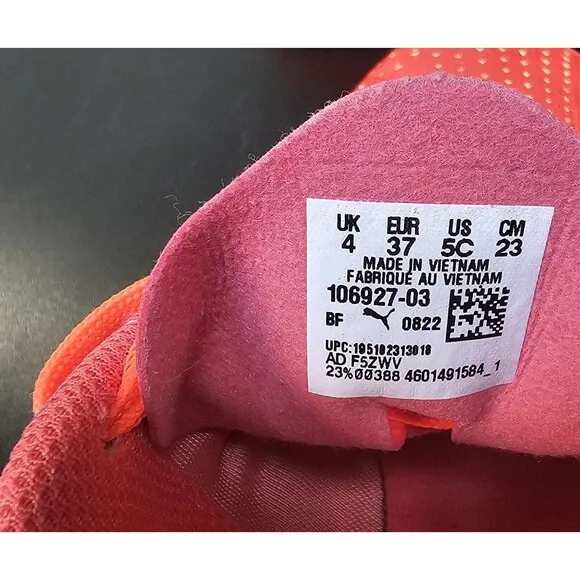 UK EUR US CM
4 37 5C 23
MADE IN VIETNAM
FABRIQUÉ AU VIETNAM
106927-03
BF 0822
UPC:195102313018
AD F5ZWV
23%00388 4601491584_1